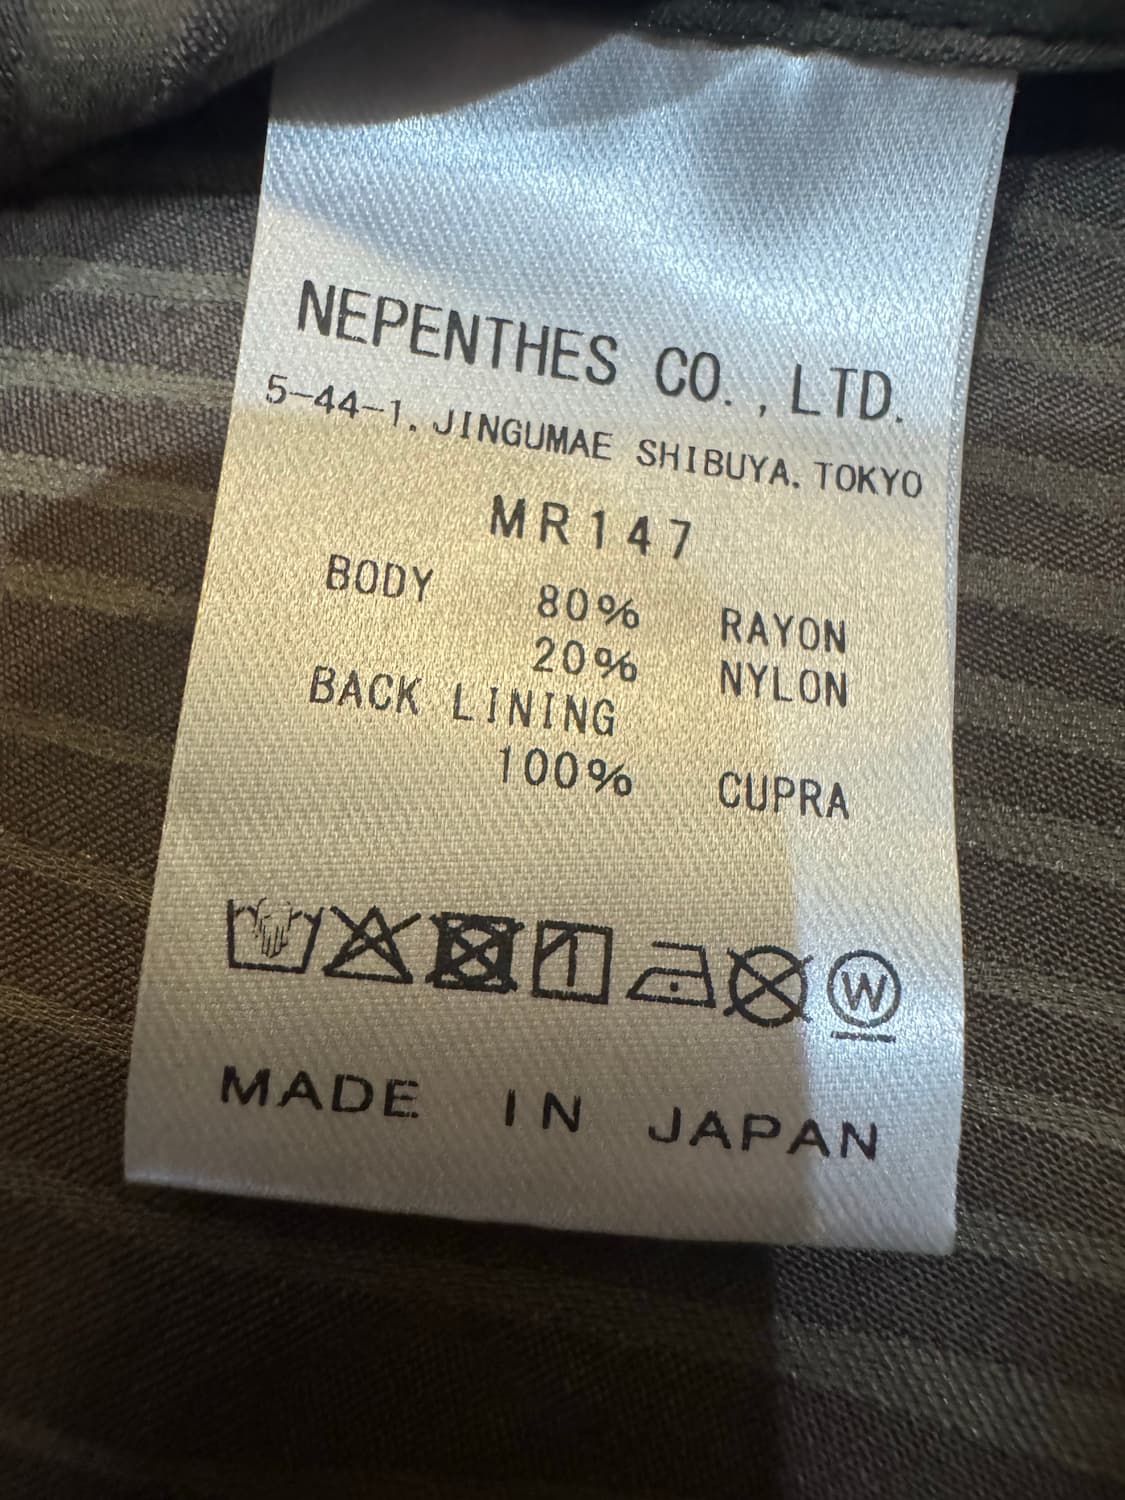 NEPENTHES CO., LTD.
5-44-1, JINGUMAE SHIBUYA, TOKYO
MR147
BODY 80% RAYON
20% NYLON
BACK LINING
100% CUPRA
W
MADE IN JAPAN